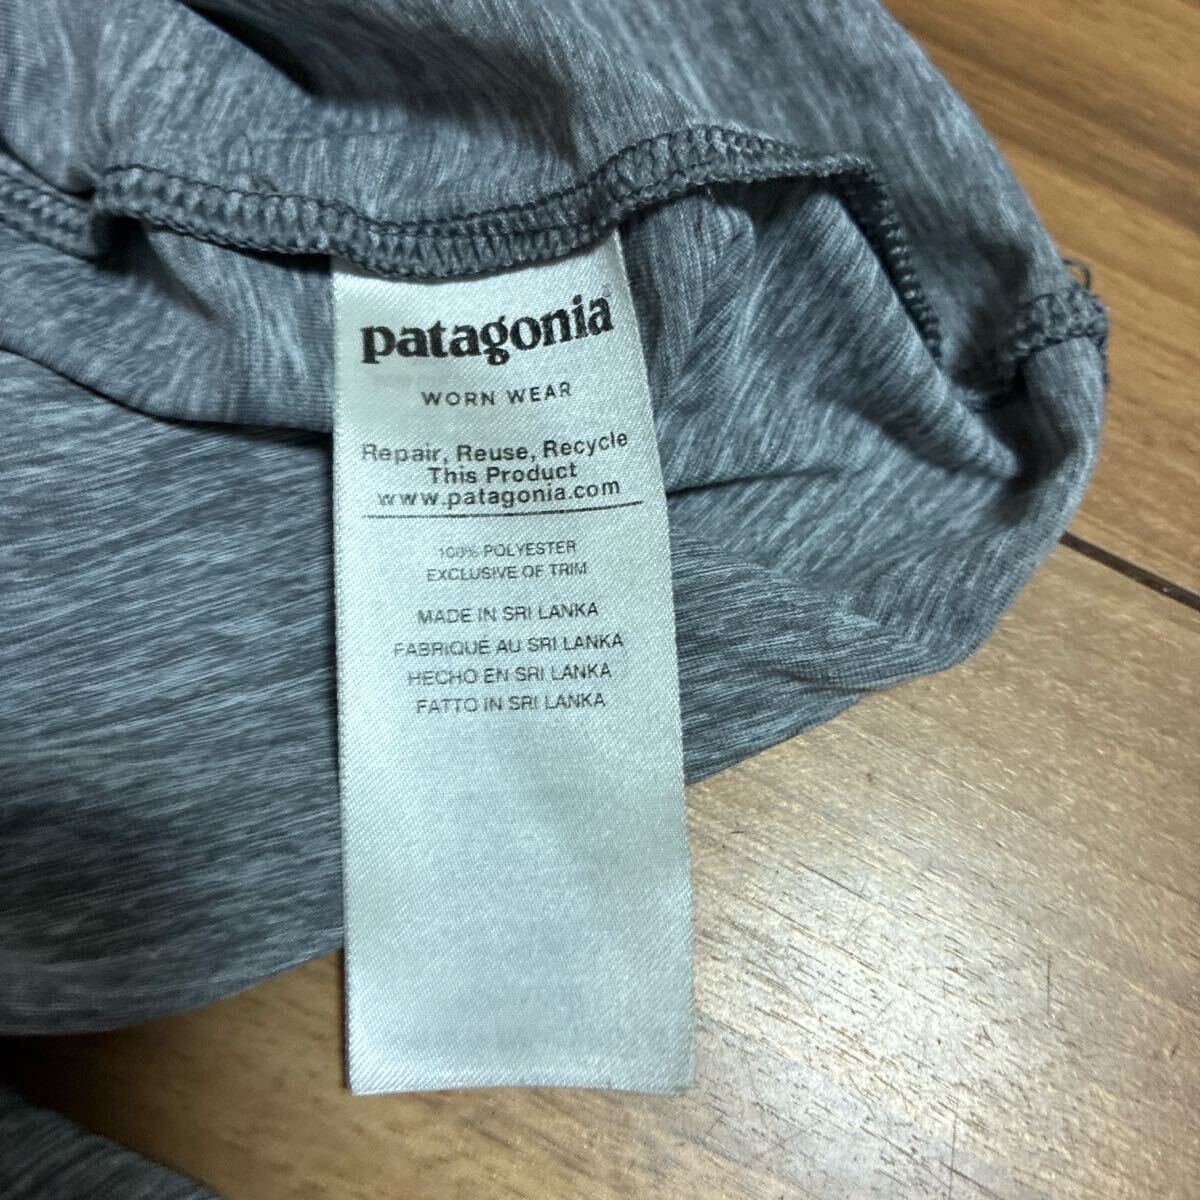 patagonia
WORN WEAR
Repair, Reuse, Recycle
This Product
www.patagonia.com
100% POLYESTER
EXCLUSIVE OF TRIM
MADE IN SRI LANKA
FABRIQUÉ AU SRI LANKA
HECHO EN SRI LANKA
FATTO IN SRI LANKA